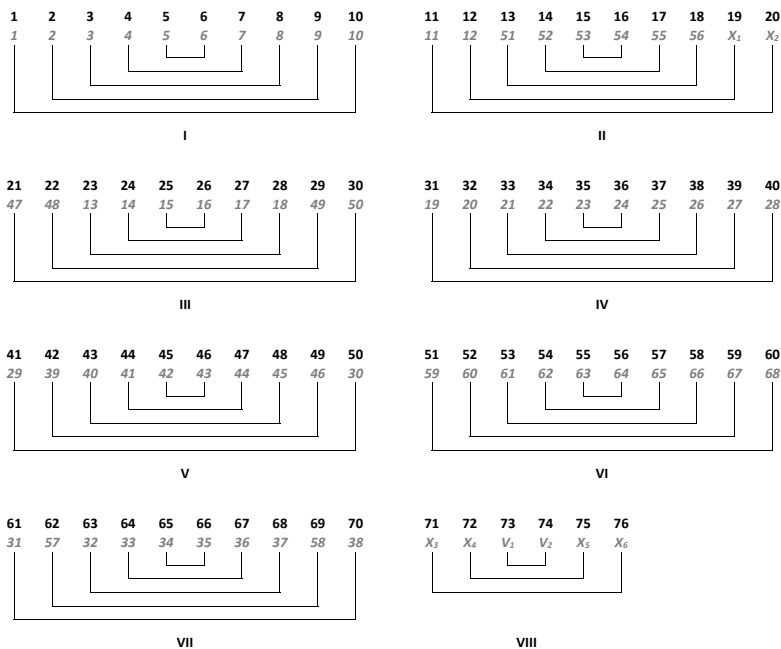 1 2 3 4 5 6 7 8 9 10
1 2 3 4 5 6 7 8 9 10
I
11 12 13 14 15 16 17 18 19 20
11 12 51 52 53 54 55 56 X₁ X₂
II
21 22 23 24 25 26 27 28 29 30
47 48 13 14 15 16 17 18 49 50
III
31 32 33 34 35 36 37 38 39 40
19 20 21 22 23 24 25 26 27 28
IV
41 42 43 44 45 46 47 48 49 50
29 39 40 41 42 43 44 45 46 30
V
51 52 53 54 55 56 57 58 59 60
59 60 61 62 63 64 65 66 67 68
VI
61 62 63 64 65 66 67 68 69 70
31 57 32 33 34 35 36 37 58 38
VII
71 72 73 74 75 76
X₃ X₄ V₁ V₂ X₅ X₆
VIII